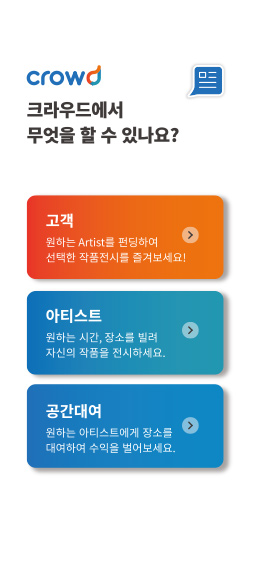 crowd
크라우드에서
무엇을 할 수 있나요?
고객
원하는 Artist를 펀딩하여
선택한 작품전시를 즐겨보세요!
아티스트
원하는 시간, 장소를 빌려
자신의 작품을 전시하세요.
공간대여
원하는 아티스트에게 장소를
대여하여 수익을 벌어보세요.